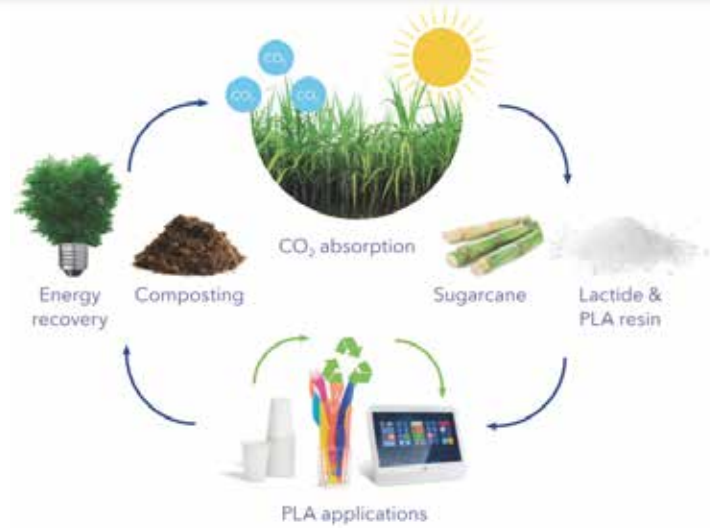 CO₂
CO₂
CO₂
CO₂ absorption
Energy
recovery
Composting
Sugarcane
Lactide &
PLA resin
PLA applications